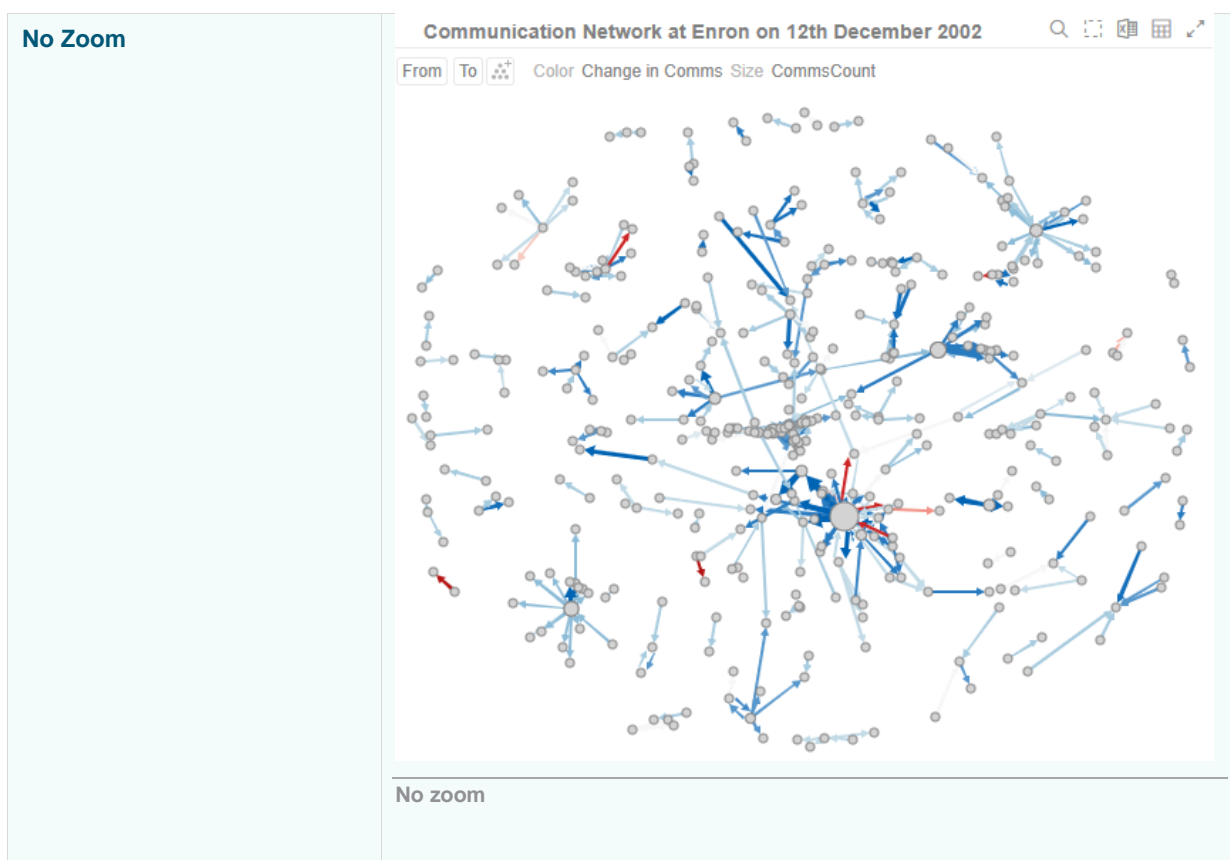 No Zoom
Communication Network at Enron on 12th December 2002
From To Color Change in Comms Size CommsCount
No zoom